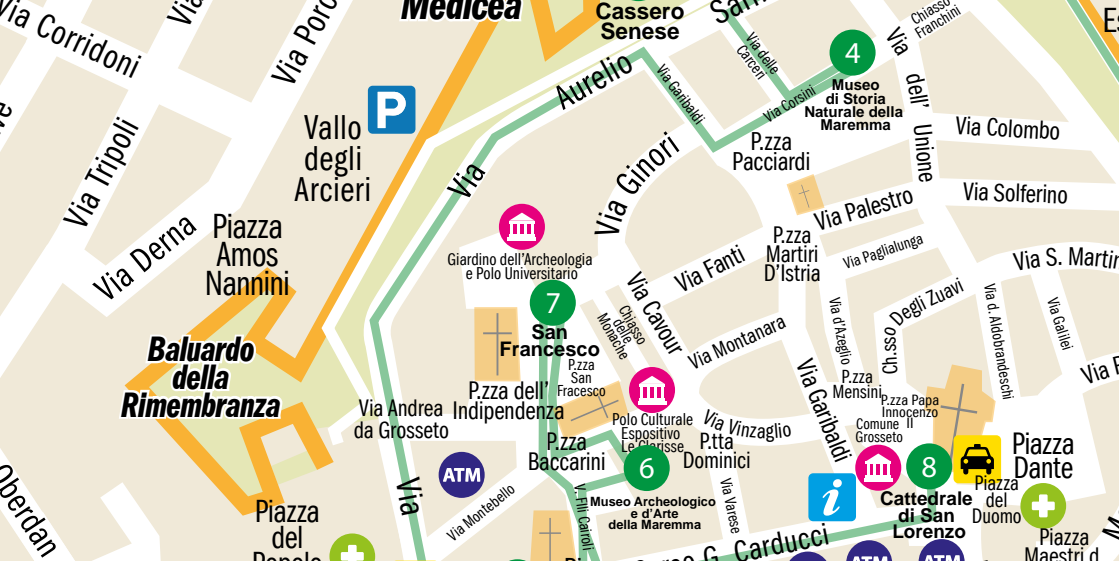 Medicea
Cassero
Senese
San
Chiasso
Franchini
Via Corridoni
Via
Via Poro
Via delle
Carceri
4
Via dell' Unione
Aurelio
Via Garibaldi
Via Corsini
Museo
di Storia
Naturale della
Maremma
P
Vallo
degli
Arcieri
Via Tripoli
P.zza
Pacciardi
Via Colombo
Via
Via Ginori
Via Solferino
Via Palestro
Via Derna
Piazza
Amos
Nannini
Giardino dell'Archeologia
e Polo Universitario
P.zza
Martiri
D'Istria
Via Paglialunga
Via S. Martin
Via Fanti
7
San
Francesco
Via Cavour
Chiasso
delle
Monache
Degli Zuavi
Ch.sso
Via d'Azeglio
Via d. Aldobrandeschi
Via Galilei
Via Montanara
Baluardo
della
Rimembranza
P.zza
San
Fracesco
P.zza dell'
Indipendenza
Via Andrea
da Grosseto
Via Garibaldi
P.zza
Mensini
P.zza Papa
Innocenzo
II
Polo Culturale
Espositivo
Le Clarisse
Via Vinzaglio
Comune
Grosseto
P.tta
Dominici
P.zza
Baccarini
6
8
Piazza
Dante
ATM
i
Via
Via Montebello
V. Flli Cairoli
Museo Archeologico
e d'Arte
della Maremma
Via Varese
Cattedrale
di San
Lorenzo
Piazza
del
Duomo
Oberdan
Piazza
del
Popolo
G. Carducci
Piazza
Maestri d
ATM
ATM